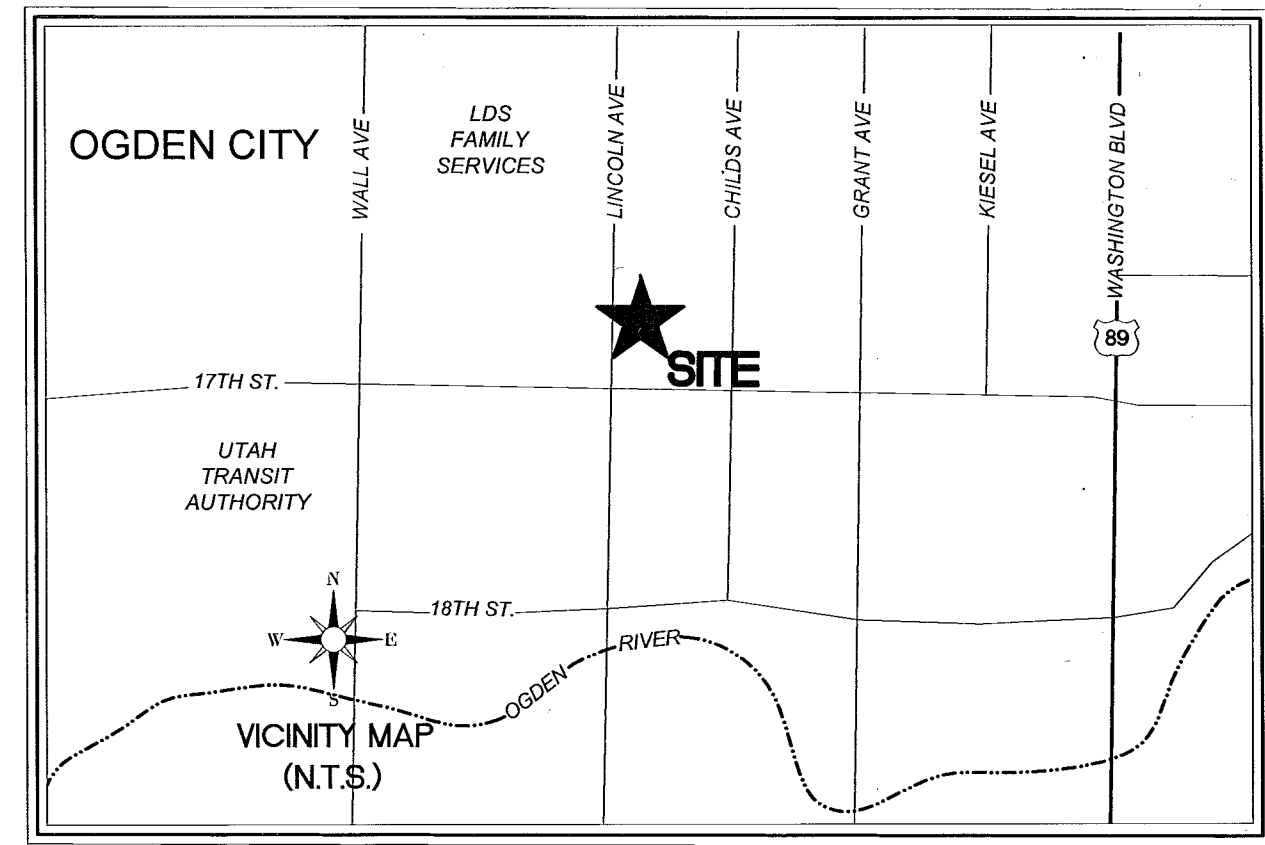 OGDEN CITY
WALL AVE
LDS
FAMILY
SERVICES
LINCOLN AVE
CHILDS AVE
GRANT AVE
KIESEL AVE
WASHINGTON BLVD
89
SITE
17TH ST.
UTAH
TRANSIT
AUTHORITY
N
W E
S
18TH ST.
OGDEN RIVER
VICINITY MAP
(N.T.S.)